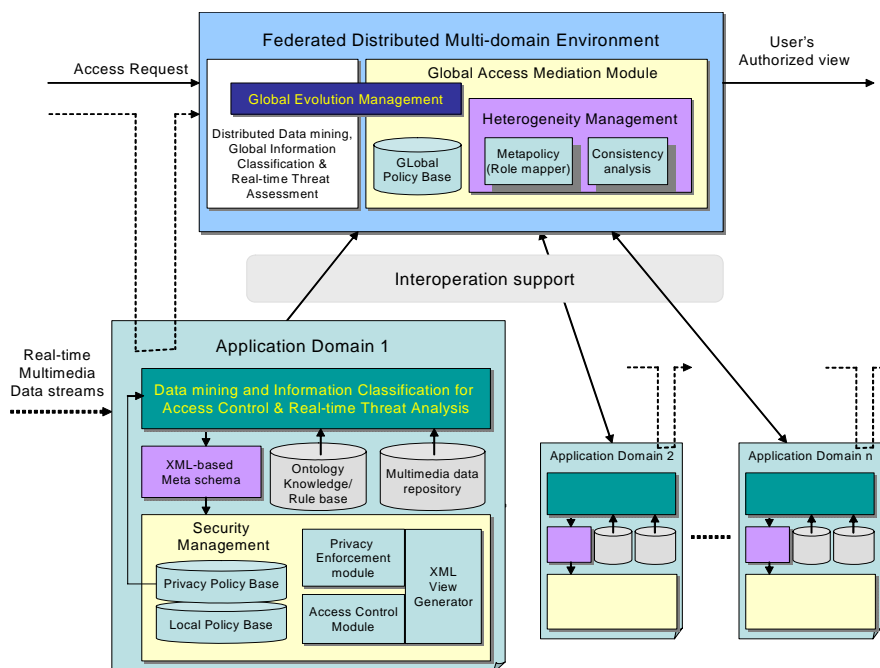 Federated Distributed Multi-domain Environment
User's
Authorized view
Access Request
Global Access Mediation Module
Global Evolution Management
Heterogeneity Management
Distributed Data mining,
Global Information
Classification &
Real-time Threat
Assessment
GLobal
Policy Base
Metapolicy
(Role mapper)
Consistency
analysis
Interoperation support
Real-time
Multimedia
Data streams
Application Domain 1
Data mining and Information Classification for
Access Control & Real-time Threat Analysis
XML-based
Meta schema
Ontology
Knowledge/
Rule base
Multimedia data
repository
Security
Management
Privacy Policy Base
Local Policy Base
Privacy
Enforcement
module
Access Control
Module
XML
View
Generator
Application Domain 2
Application Domain n